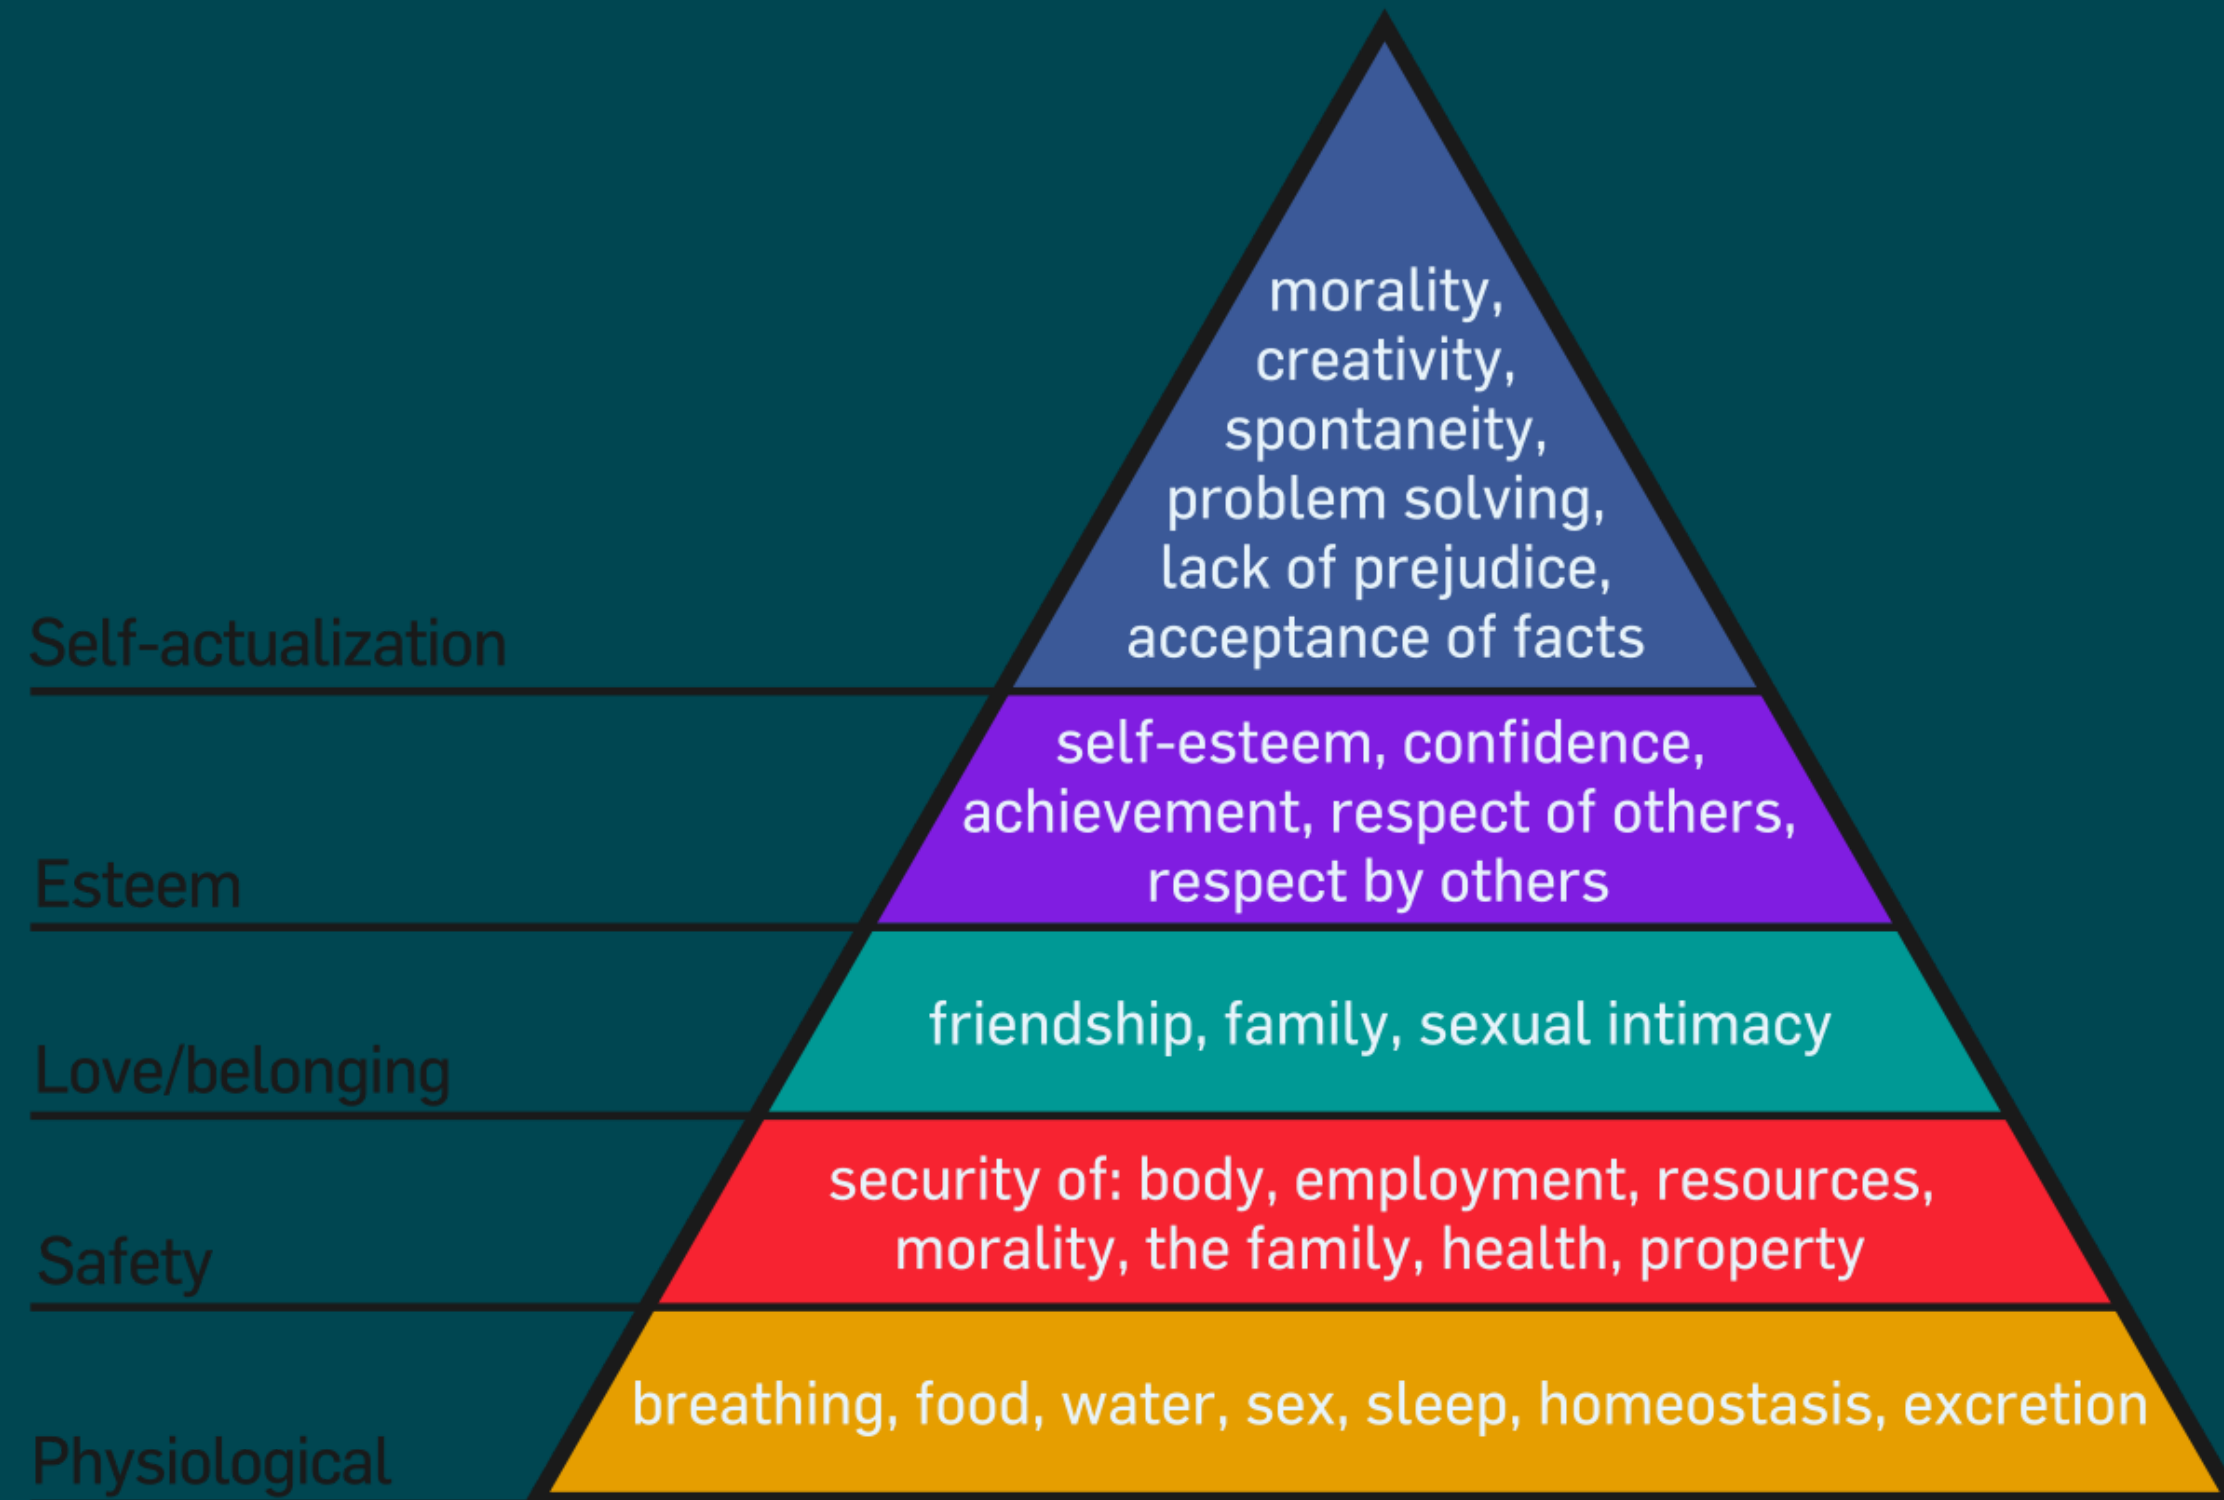 morality,
creativity,
spontaneity,
problem solving,
lack of prejudice,
acceptance of facts
Self-actualization
self-esteem, confidence,
achievement, respect of others,
respect by others
Esteem
friendship, family, sexual intimacy
Love/belonging
security of: body, employment, resources,
morality, the family, health, property
Safety
breathing, food, water, sex, sleep, homeostasis, excretion
Physiological